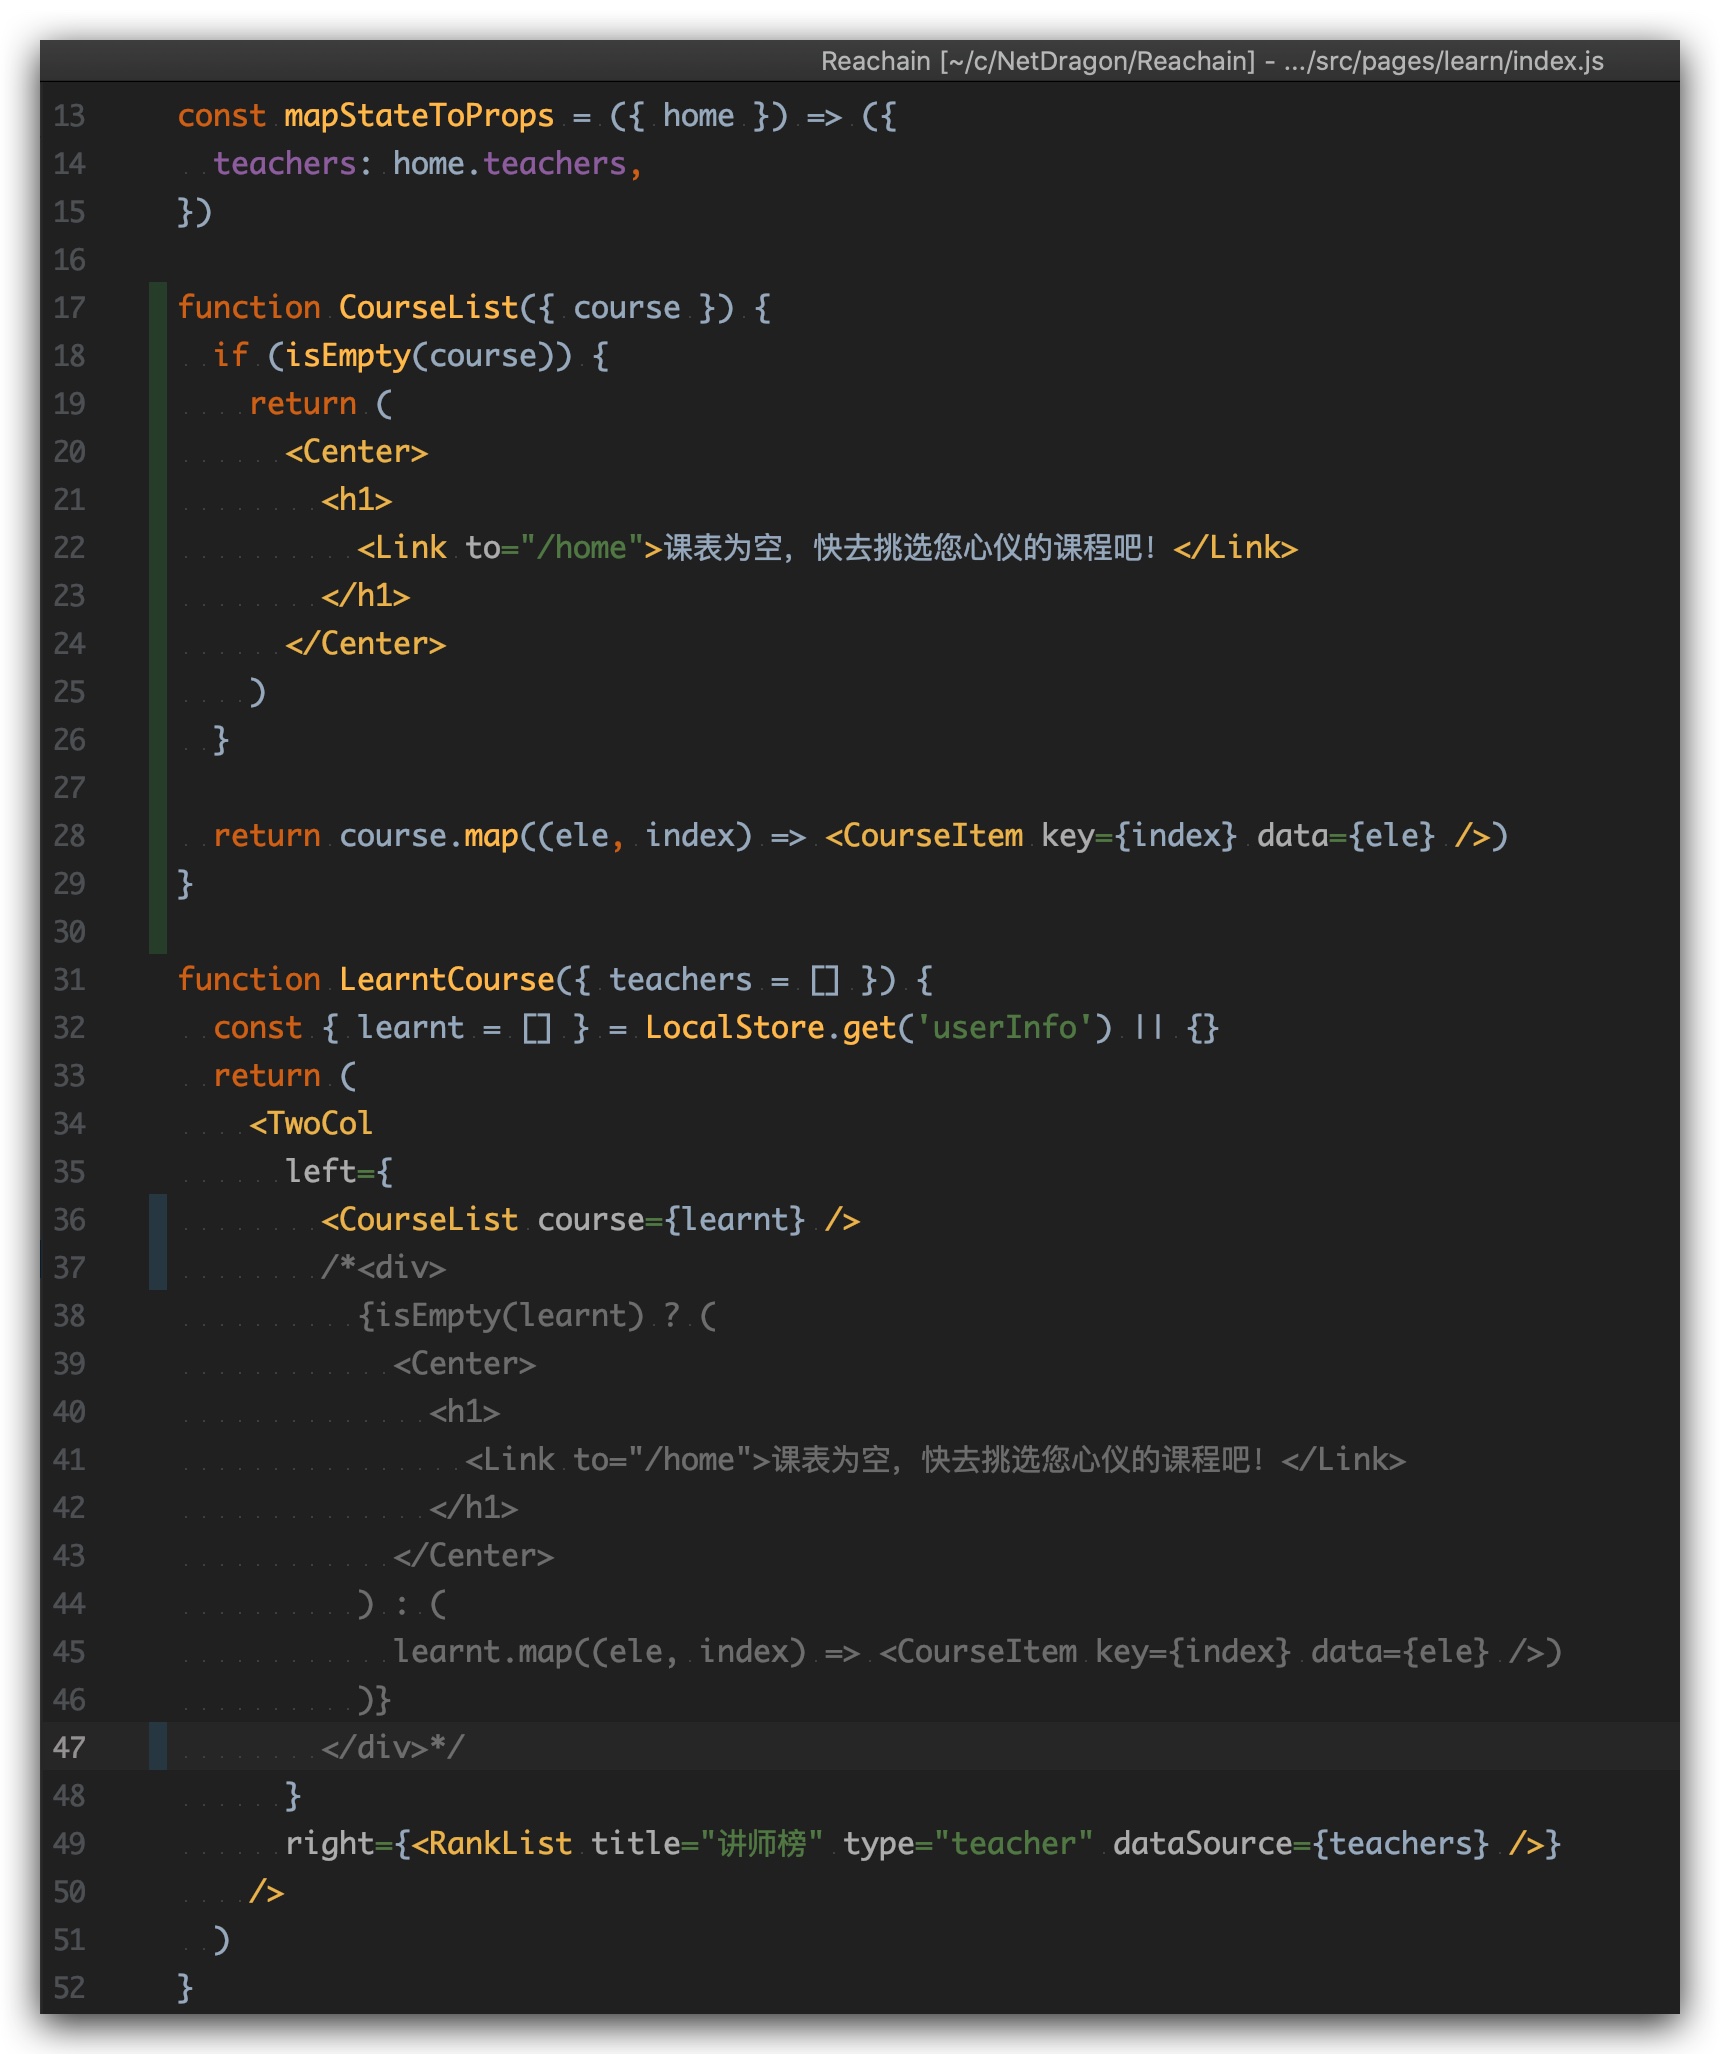 Reachain [~/c/NetDragon/Reachain] - .../src/pages/learn/index.js
13 const mapStateToProps = ({ home }) => ({
14   teachers: home.teachers,
15 })
16
17 function CourseList({ course }) {
18   if (isEmpty(course)) {
19     return (
20       <Center>
21         <h1>
22           <Link to="/home">课表为空，快去挑选您心仪的课程吧！</Link>
23         </h1>
24       </Center>
25     )
26   }
27
28   return course.map((ele, index) => <CourseItem key={index} data={ele} />)
29 }
30
31 function LearntCourse({ teachers = [] }) {
32   const { learnt = [] } = LocalStore.get('userInfo') || {}
33   return (
34     <TwoCol
35       left={
36         <CourseList course={learnt} />
37         /*<div>
38           {isEmpty(learnt) ? (
39             <Center>
40               <h1>
41                 <Link to="/home">课表为空，快去挑选您心仪的课程吧！</Link>
42               </h1>
43             </Center>
44           ) : (
45             learnt.map((ele, index) => <CourseItem key={index} data={ele} />)
46           )}
47         </div>*/
48       }
49       right={<RankList title="讲师榜" type="teacher" dataSource={teachers} />}
50     />
51   )
52 }